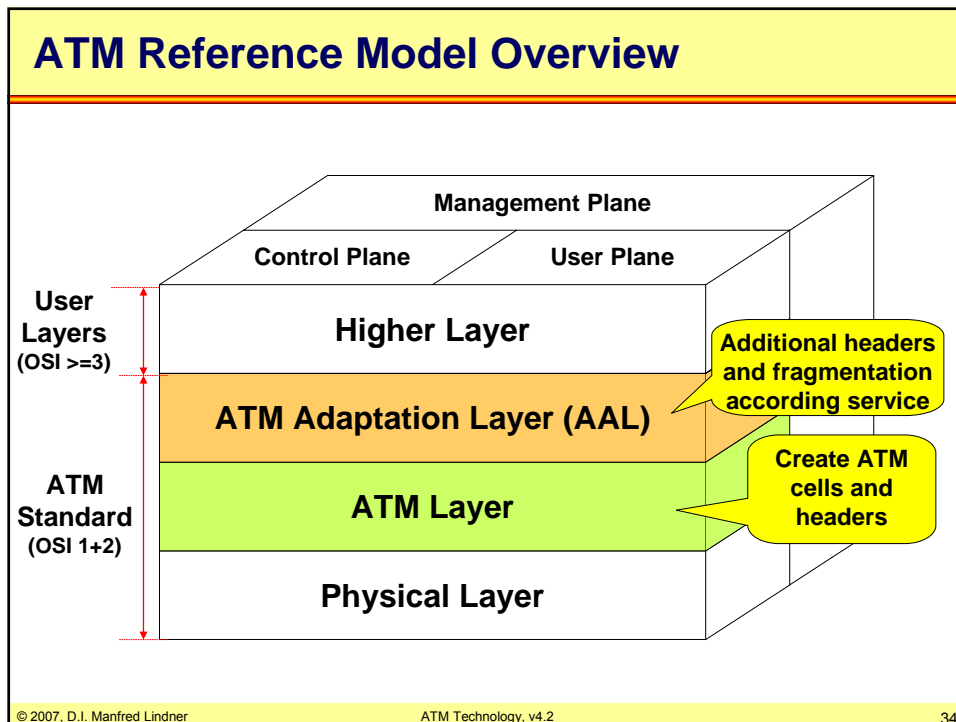 ATM Reference Model Overview
Management Plane
Control Plane
User Plane
User
Layers
(OSI >=3)
Higher Layer
Additional headers
and fragmentation
according service
ATM Adaptation Layer (AAL)
Create ATM
cells and
headers
ATM
Standard
(OSI 1+2)
ATM Layer
Physical Layer
© 2007, D.I. Manfred Lindner
ATM Technology, v4.2
34